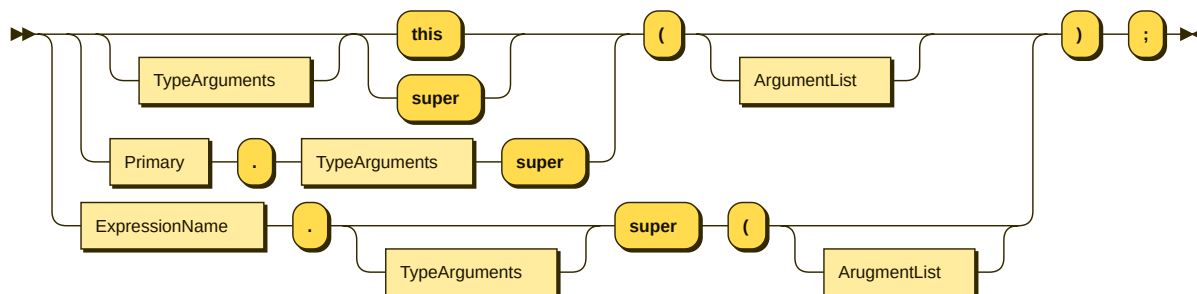 this ( ) ;
TypeArguments ArgumentList
super
Primary . TypeArguments super
ExpressionName . super (
TypeArguments ArugmentList